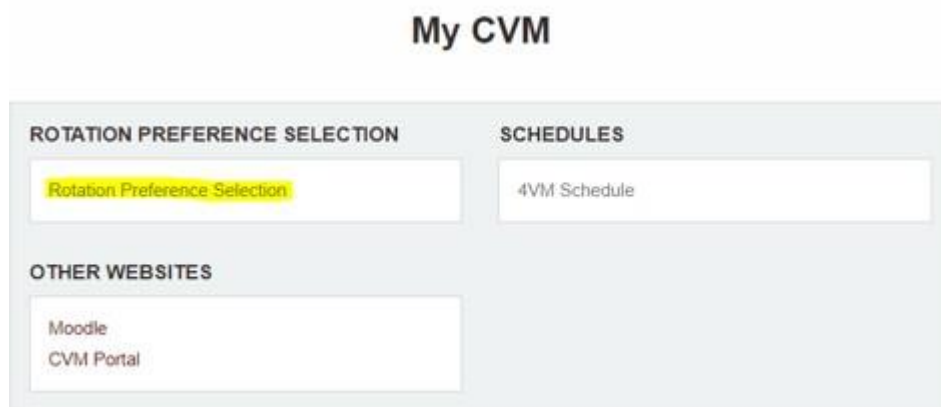 My CVM
ROTATION PREFERENCE SELECTION
Rotation Preference Selection
SCHEDULES
4VM Schedule
OTHER WEBSITES
Moodle
CVM Portal